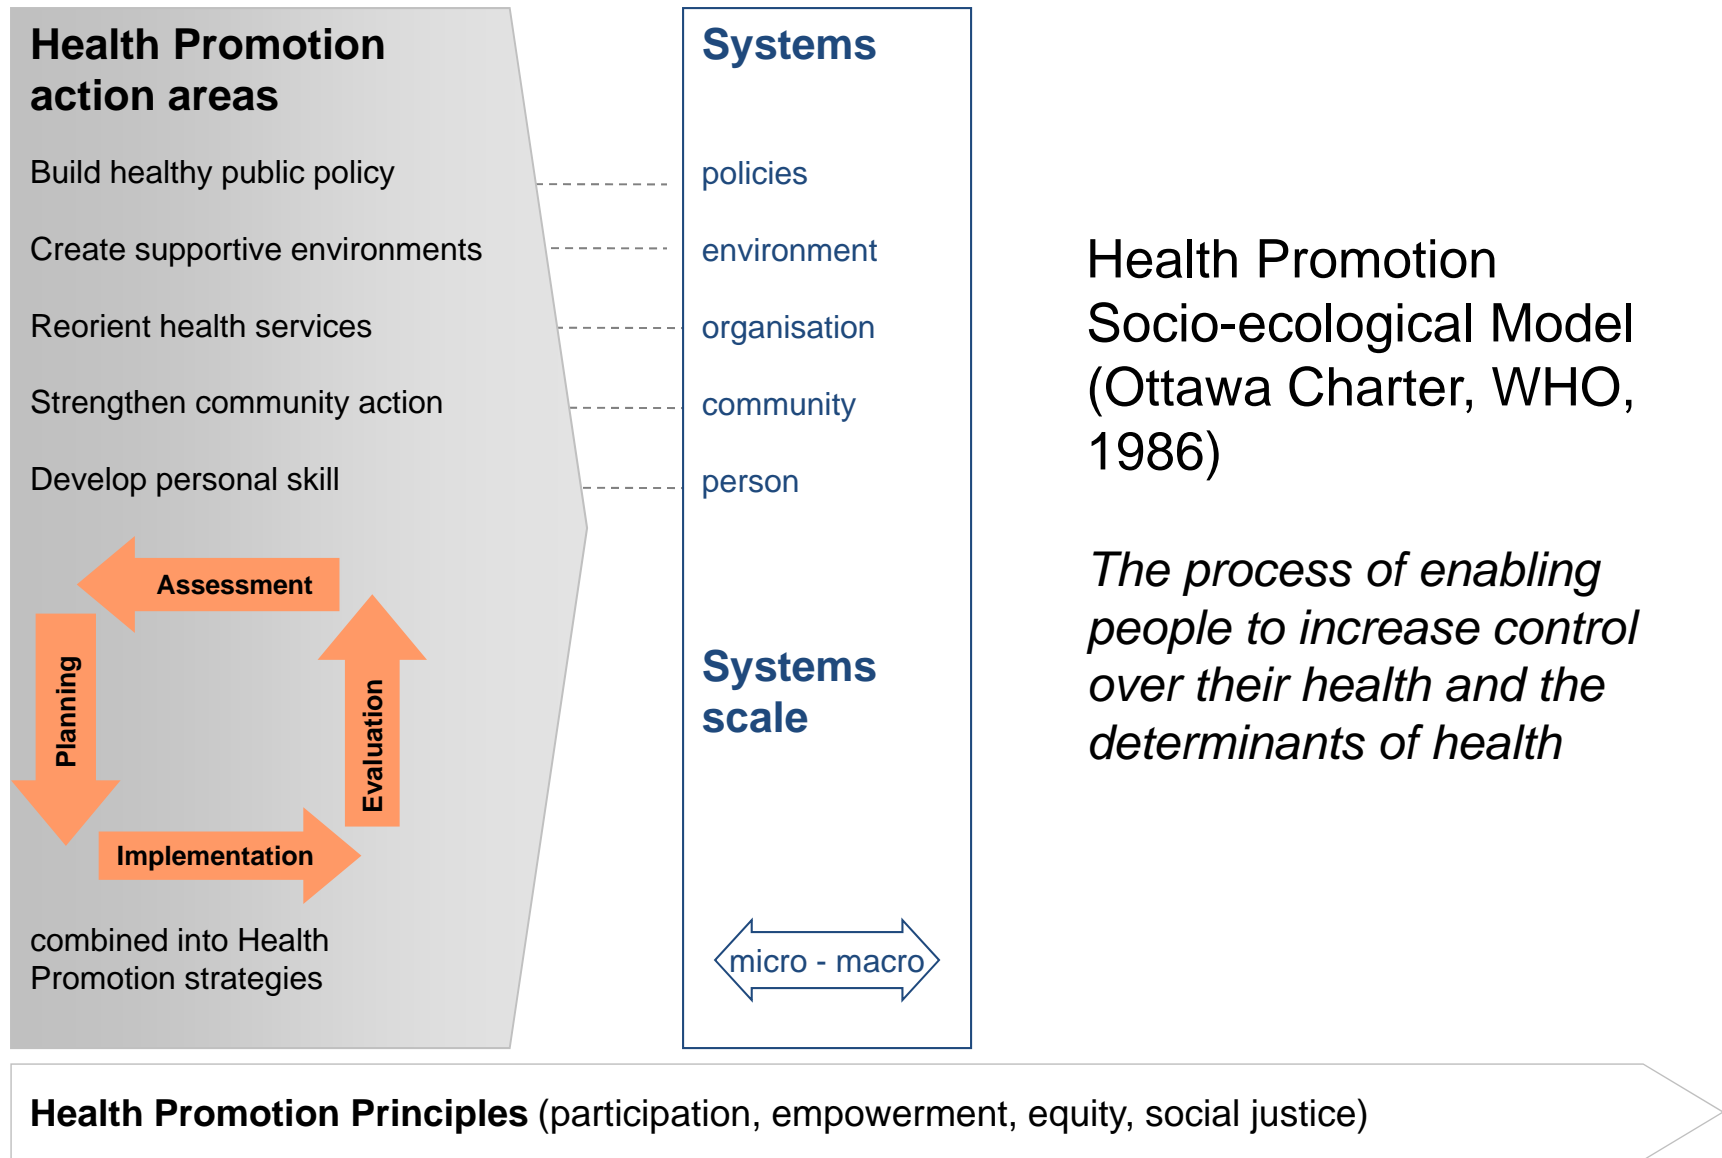 Health Promotion
action areas
Build healthy public policy
Create supportive environments
Reorient health services
Strengthen community action
Develop personal skill
Assessment
Planning
Evaluation
Implementation
combined into Health
Promotion strategies
Systems
policies
environment
organisation
community
person
Systems
scale
micro - macro
Health Promotion
Socio-ecological Model
(Ottawa Charter, WHO,
1986)
The process of enabling
people to increase control
over their health and the
determinants of health
Health Promotion Principles (participation, empowerment, equity, social justice)